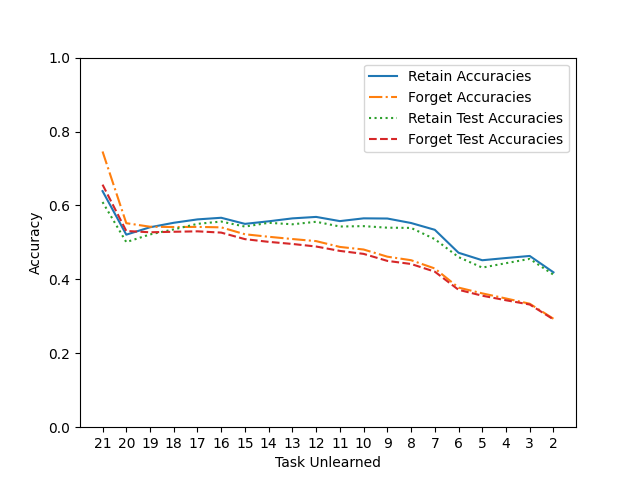 1.0
0.8
0.6
0.4
0.2
0.0
Accuracy
Retain Accuracies
Forget Accuracies
Retain Test Accuracies
Forget Test Accuracies
21 20 19 18 17 16 15 14 13 12 11 10 9 8 7 6 5 4 3 2
Task Unlearned